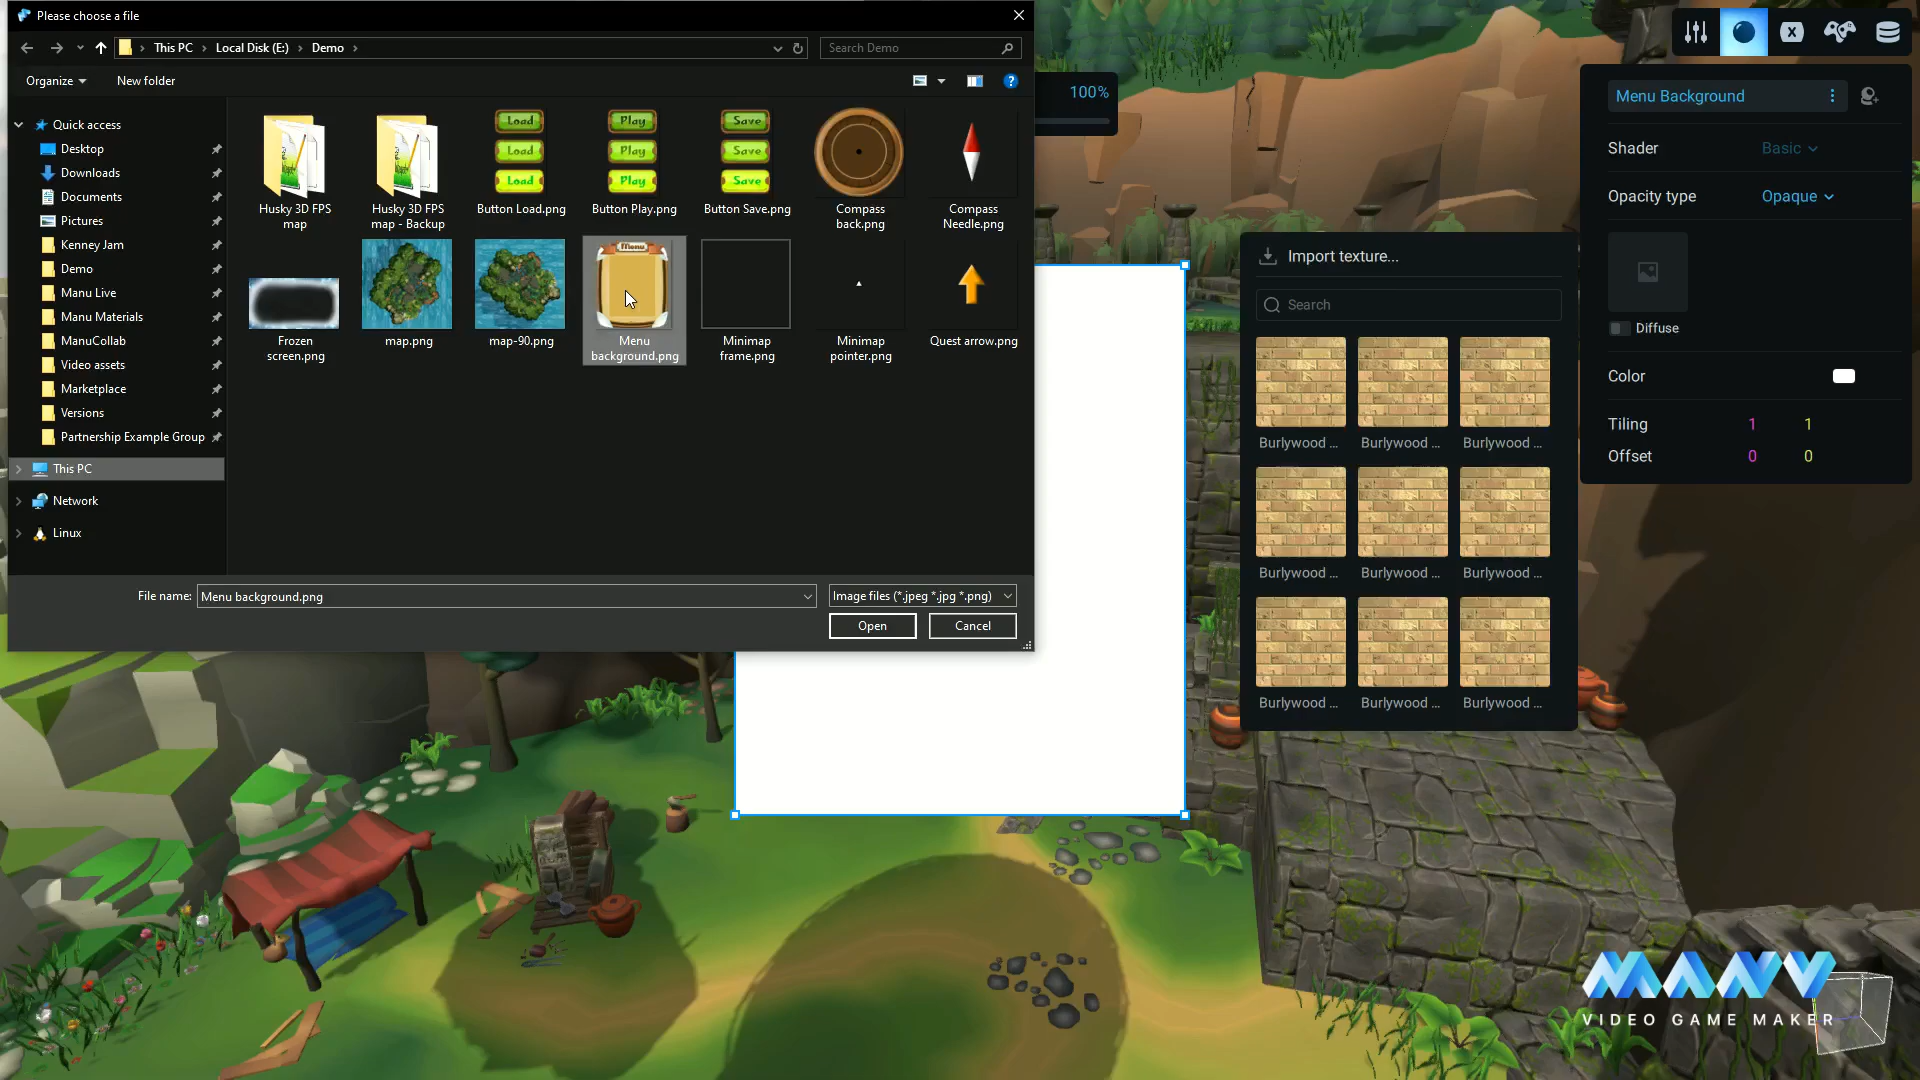 Please choose a file
This PC
Local Disk (E:)
Demo
Search Demo
Organize
New folder
Quick access
Desktop
Downloads
Documents
Pictures
Kenney Jam
Demo
Manu Live
Manu Materials
ManuCollab
Video assets
Marketplace
Versions
Partnership Example Group
This PC
Network
Linux
Load
Load
Load
Play
Play
Play
Save
Save
Save
Husky 3D FPS
map
Husky 3D FPS
map - Backup
Button Load.png
Button Play.png
Button Save.png
Compass
back.png
Compass
Needle.png
Menu
Frozen
screen.png
map.png
map-90.png
Menu
background.png
Minimap
frame.png
Minimap
pointer.png
Quest arrow.png
File name:
Menu background.png
Image files (*.jpeg *.jpg *.png)
Open
Cancel
100%
Import texture...
Search
Burlywood ...
Burlywood ...
Burlywood ...
Burlywood ...
Burlywood ...
Burlywood ...
Burlywood ...
Burlywood ...
Burlywood ...
Menu Background
Shader
Basic
Opacity type
Opaque
Diffuse
Color
Tiling
1
1
Offset
0
0
MANV
VIDEO GAME MAKER